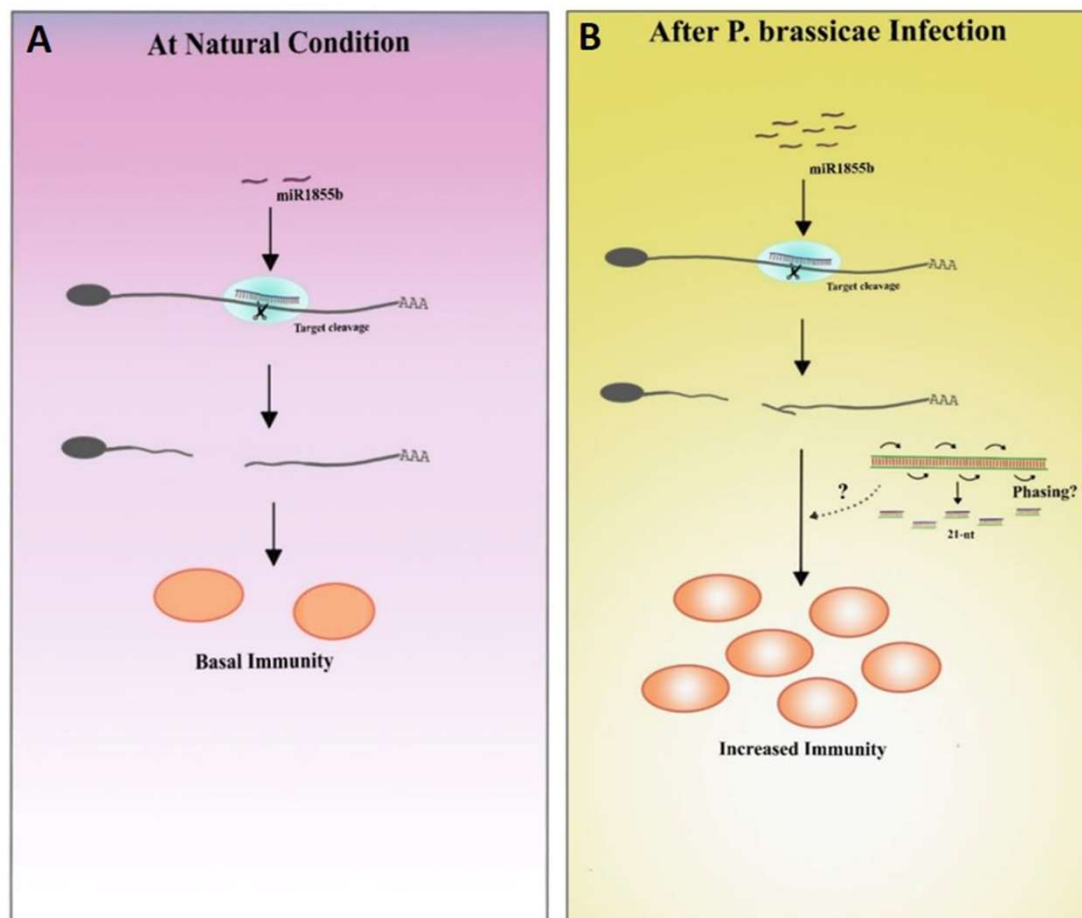 A
At Natural Condition
miR1855b
AAA
Target cleavage
AAA
Basal Immunity
B
After P. brassicae Infection
miR1855b
AAA
Target cleavage
AAA
?
Phasing?
21-nt
Increased Immunity